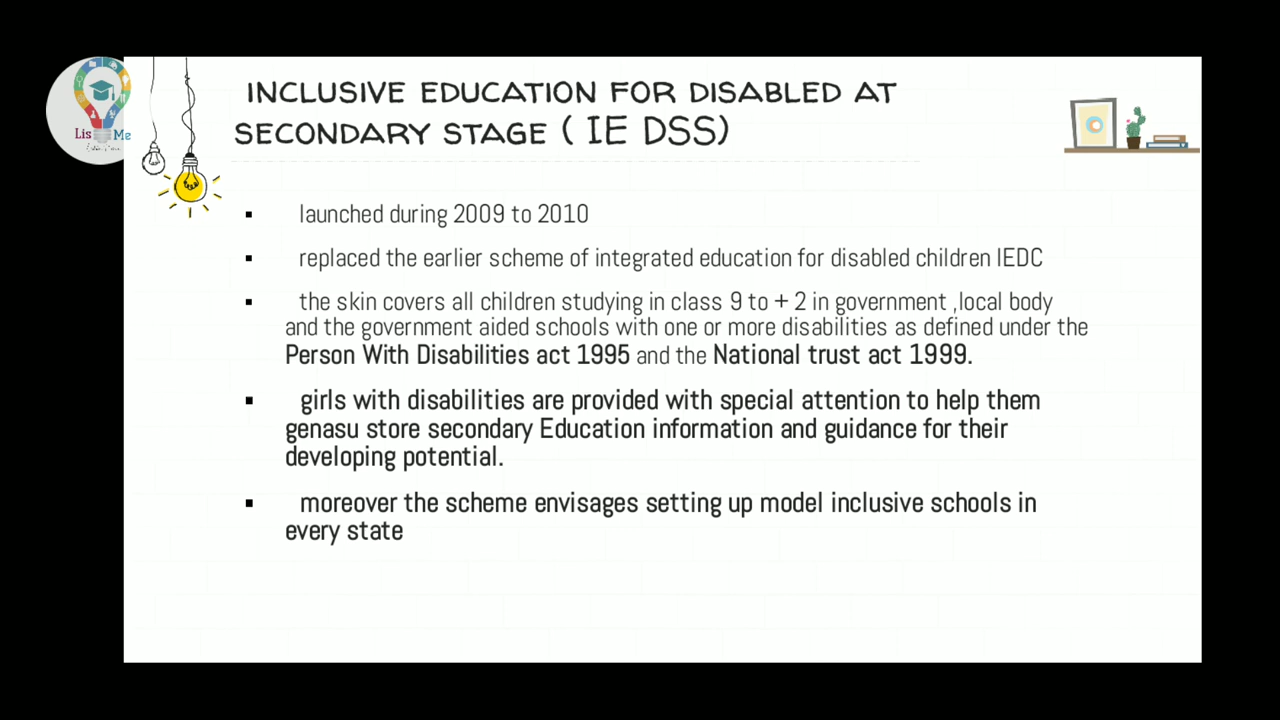 Lis Me
INCLUSIVE EDUCATION FOR DISABLED AT
SECONDARY STAGE ( IE DSS)
▪ launched during 2009 to 2010
▪ replaced the earlier scheme of integrated education for disabled children IEDC
▪ the skin covers all children studying in class 9 to + 2 in government ,local body
and the government aided schools with one or more disabilities as defined under the
Person With Disabilities act 1995 and the National trust act 1999.
▪ girls with disabilities are provided with special attention to help them
genasu store secondary Education information and guidance for their
developing potential.
▪ moreover the scheme envisages setting up model inclusive schools in
every state